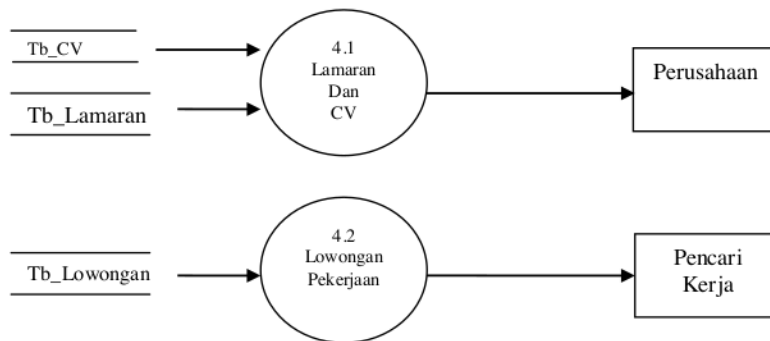 Tb_CV
Tb_Lamaran
4.1
Lamaran
Dan
CV
Perusahaan
Tb_Lowongan
4.2
Lowongan
Pekerjaan
Pencari
Kerja